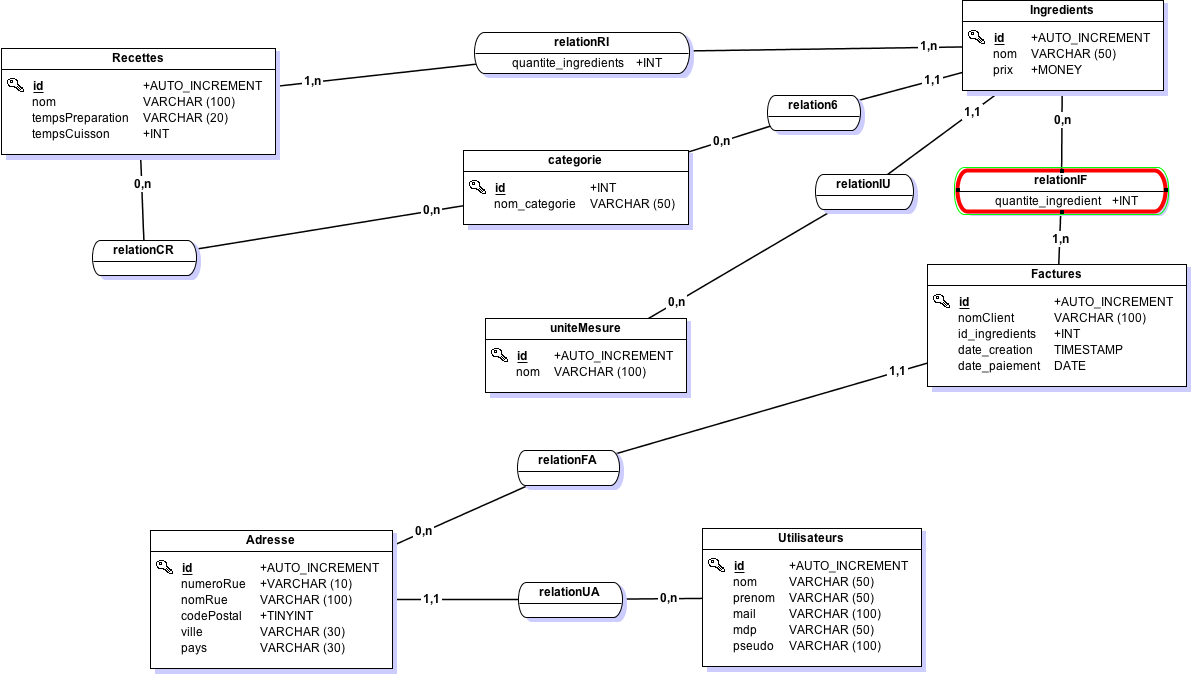 Ingredients
id +AUTO_INCREMENT
nom VARCHAR (50)
prix +MONEY
relationRI
quantite_ingredients +INT
1,n
1,n
Recettes
id +AUTO_INCREMENT
nom VARCHAR (100)
tempsPreparation VARCHAR (20)
tempsCuisson +INT
1,1
relation6
0,n
1,1
0,n
categorie
id +INT
nom_categorie VARCHAR (50)
0,n
0,n
relationCR
relationIU
0,n
relationIF
quantite_ingredient +INT
1,n
uniteMesure
id +AUTO_INCREMENT
nom VARCHAR (100)
Factures
id +AUTO_INCREMENT
nomClient VARCHAR (100)
id_ingredients +INT
date_creation TIMESTAMP
date_paiement DATE
1,1
relationFA
0,n
Adresse
id +AUTO_INCREMENT
numeroRue +VARCHAR (10)
nomRue VARCHAR (100)
codePostal +TINYINT
ville VARCHAR (30)
pays VARCHAR (30)
1,1
relationUA
0,n
Utilisateurs
id +AUTO_INCREMENT
nom VARCHAR (50)
prenom VARCHAR (50)
mail VARCHAR (100)
mdp VARCHAR (50)
pseudo VARCHAR (100)